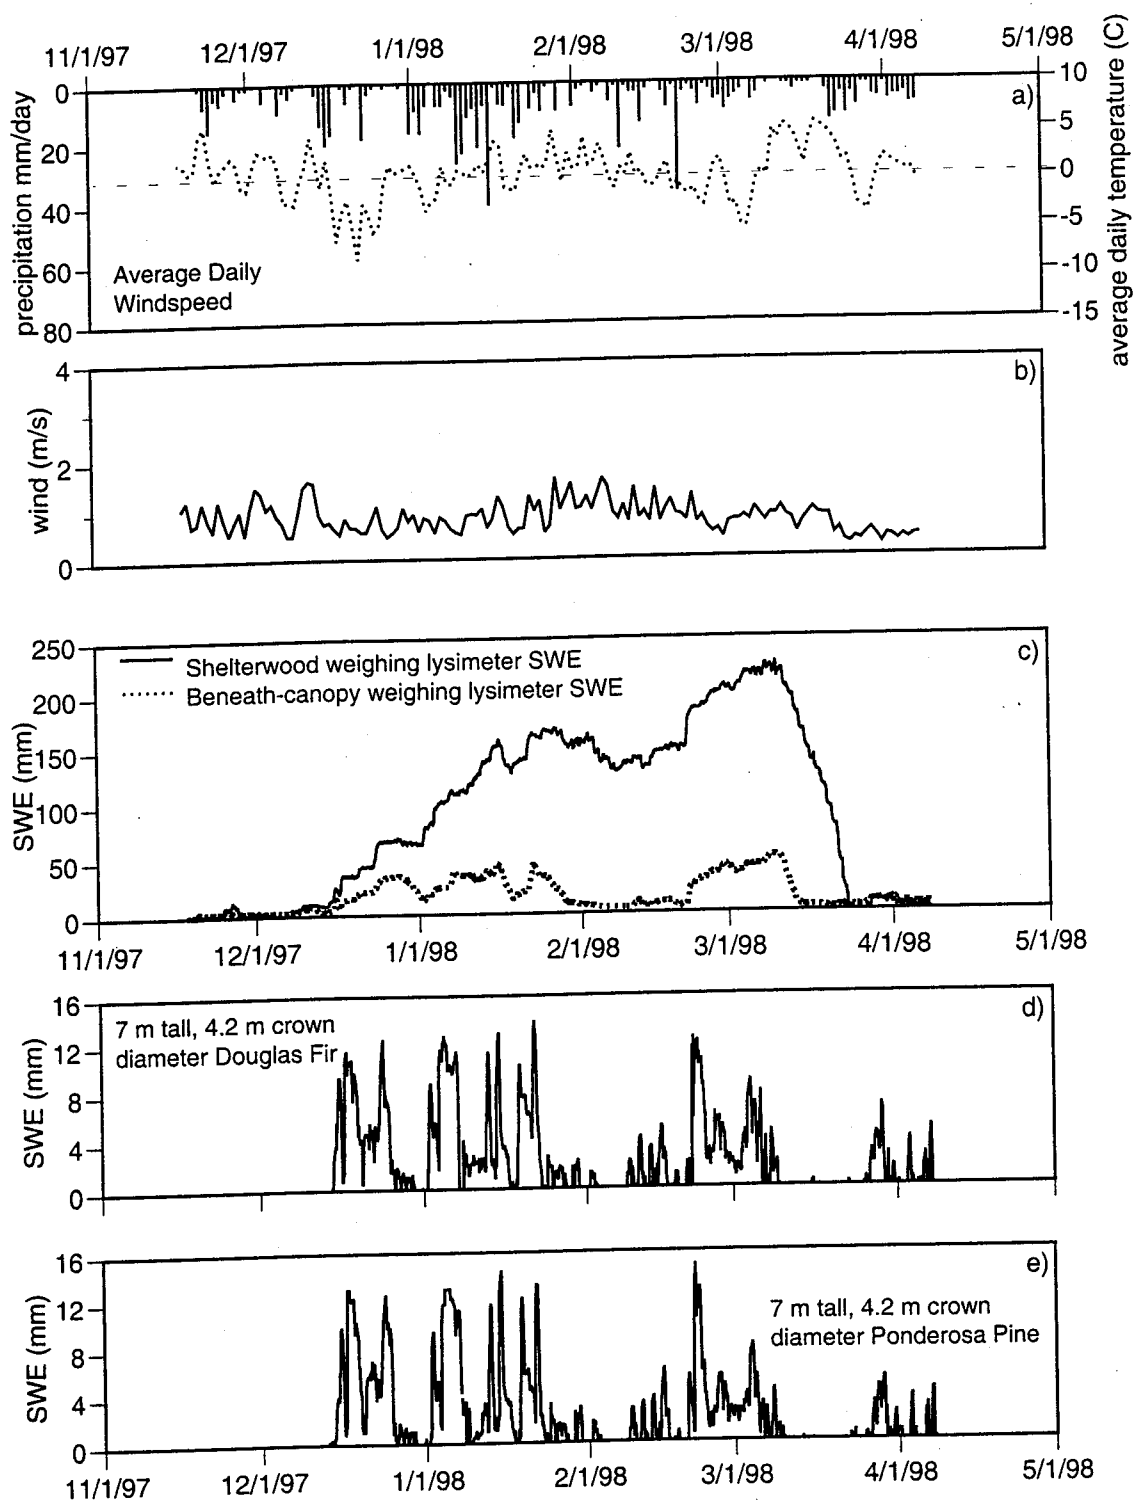 11/1/97 12/1/97 1/1/98 2/1/98 3/1/98 4/1/98 5/1/98
precipitation mm/day
0
20
40
60
80
a)
10
5
0
-5
-10
-15
average daily temperature (C)
Average Daily
Windspeed
b)
wind (m/s)
4
2
0
c)
SWE (mm)
250
200
150
100
50
0
Shelterwood weighing lysimeter SWE
Beneath-canopy weighing lysimeter SWE
11/1/97 12/1/97 1/1/98 2/1/98 3/1/98 4/1/98 5/1/98
d)
SWE (mm)
16
12
8
4
0
7 m tall, 4.2 m crown
diameter Douglas Fir
e)
SWE (mm)
16
12
8
4
0
7 m tall, 4.2 m crown
diameter Ponderosa Pine
11/1/97 12/1/97 1/1/98 2/1/98 3/1/98 4/1/98 5/1/98